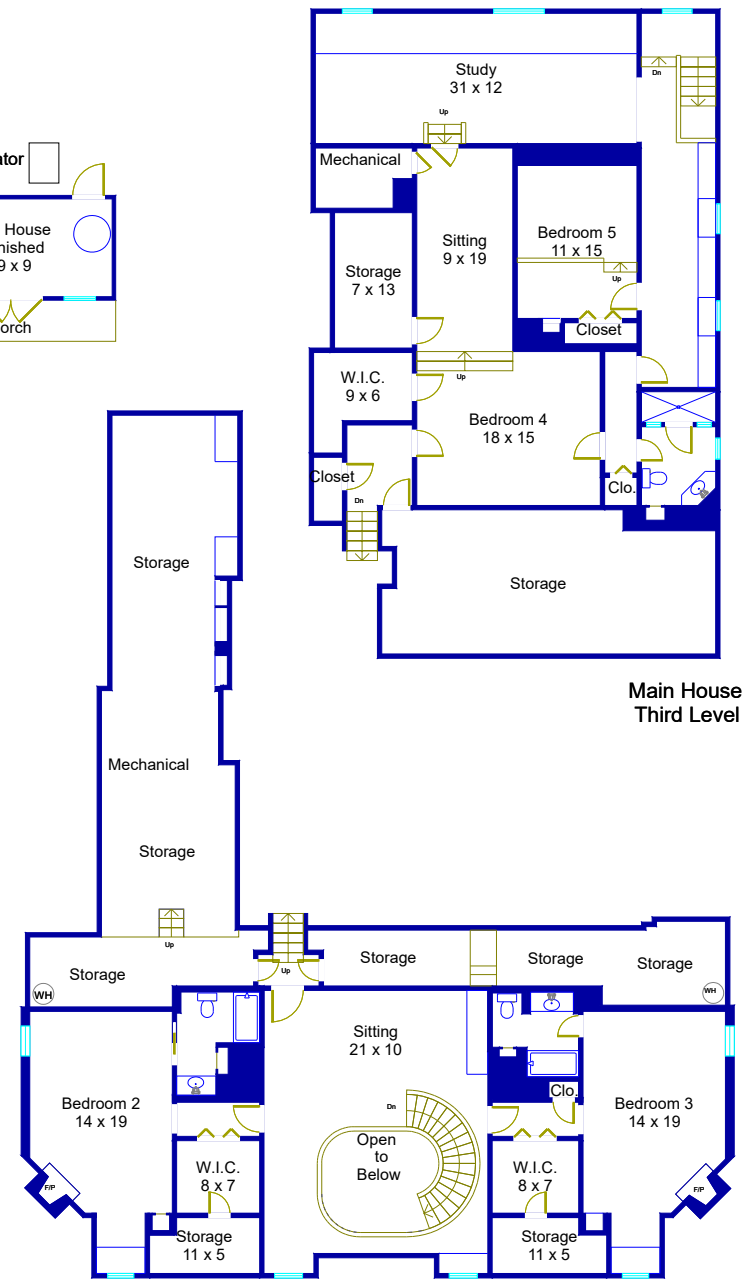 Study
31 x 12
Dn
Up
Mechanical
ator
House
nished
9 x 9
orch
Bedroom 5
11 x 15
Up
Sitting
9 x 19
Storage
7 x 13
Closet
W.I.C.
9 x 6
Up
Bedroom 4
18 x 15
Closet
Dn
Clo.
Storage
Storage
Main House
Third Level
Mechanical
Storage
Up
Storage
WH
Up
Storage
Storage
Storage
WH
Sitting
21 x 10
Bedroom 2
14 x 19
Clo.
Bedroom 3
14 x 19
Dn
Open
to
Below
W.I.C.
8 x 7
W.I.C.
8 x 7
F/P
F/P
Storage
11 x 5
Storage
11 x 5